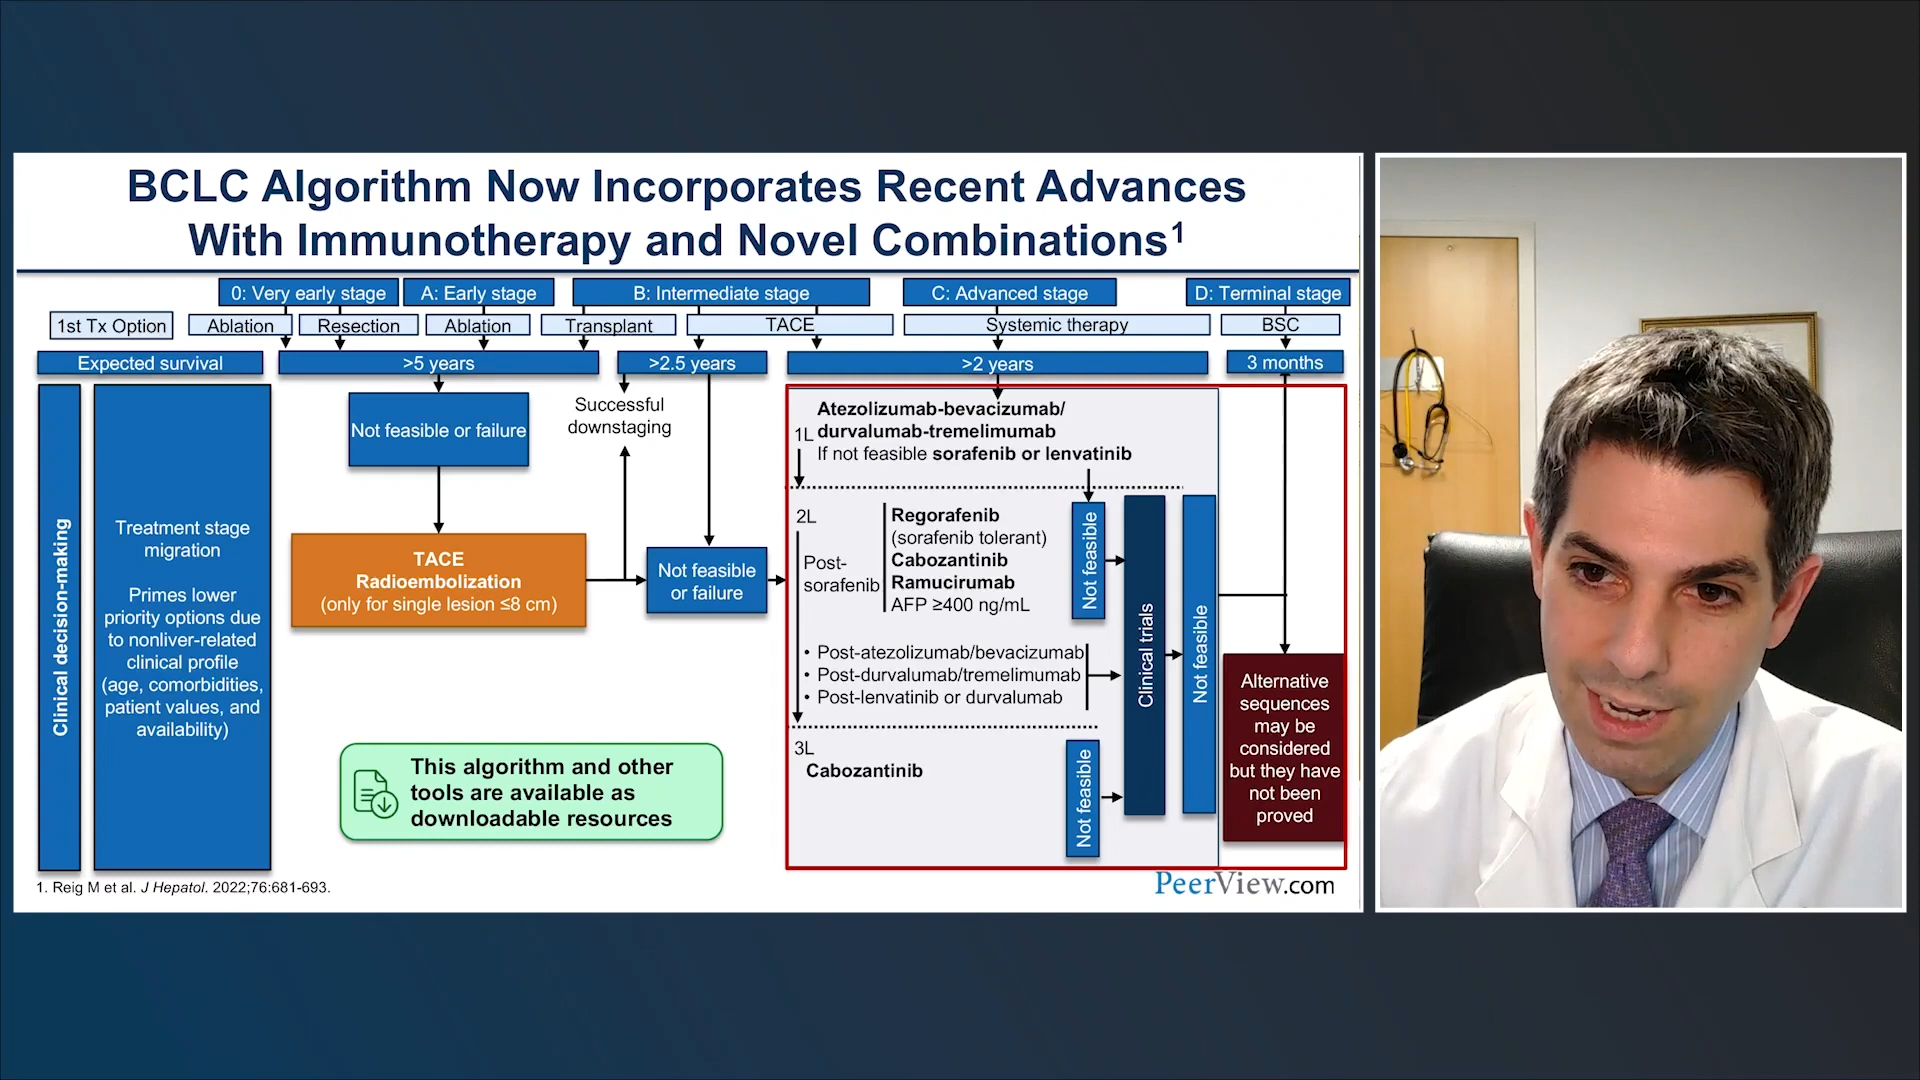 BCLC Algorithm Now Incorporates Recent Advances
With Immunotherapy and Novel Combinations¹
0: Very early stage
A: Early stage
B: Intermediate stage
C: Advanced stage
D: Terminal stage
1st Tx Option
Ablation
Resection
Ablation
Transplant
TACE
Systemic therapy
BSC
Expected survival
>5 years
>2.5 years
>2 years
3 months
Clinical decision-making
Treatment stage
migration
Primes lower
priority options due
to nonliver-related
clinical profile
(age, comorbidities,
patient values, and
availability)
Not feasible or failure
TACE
Radioembolization
(only for single lesion ≤8 cm)
Successful
downstaging
Not feasible
or failure
1L
Atezolizumab-bevacizumab/
durvalumab-tremelimumab
If not feasible sorafenib or lenvatinib
2L
Post-
sorafenib
Regorafenib
(sorafenib tolerant)
Cabozantinib
Ramucirumab
AFP ≥400 ng/mL
Not feasible
• Post-atezolizumab/bevacizumab
• Post-durvalumab/tremelimumab
• Post-lenvatinib or durvalumab
3L
Cabozantinib
Not feasible
Clinical trials
Not feasible
Alternative
sequences
may be
considered
but they have
not been
proved
This algorithm and other
tools are available as
downloadable resources
1. Reig M et al. J Hepatol. 2022;76:681-693.
PeerView.com